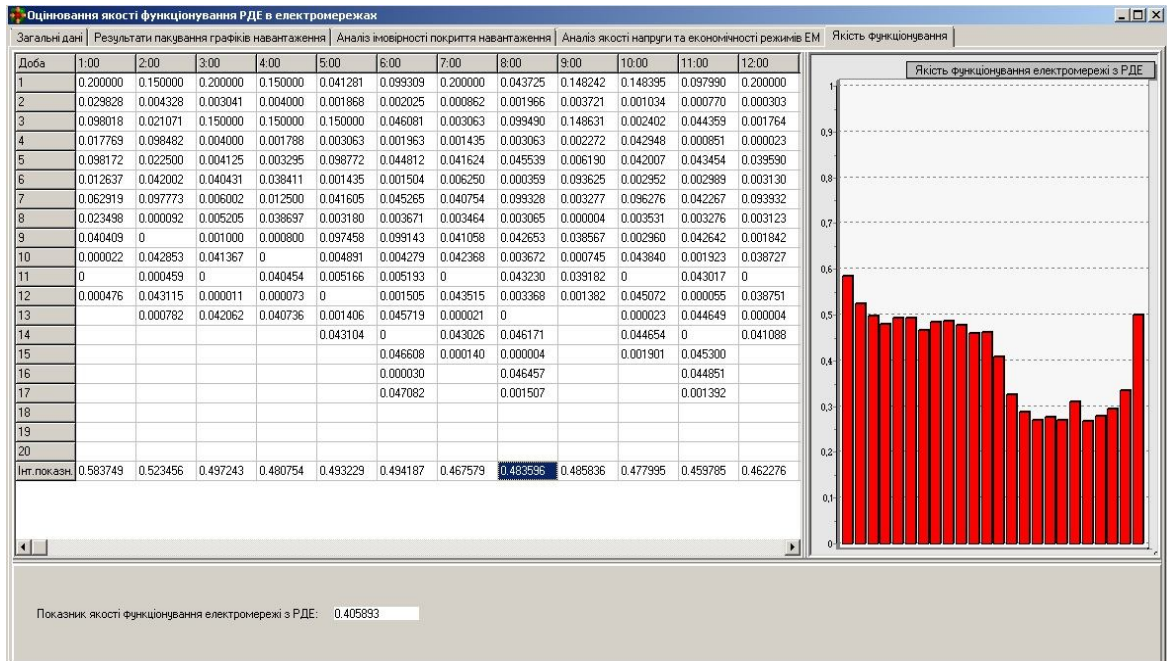 Оцінювання якості функціонування РДЕ в електромережах
Загальні дані Результати пакування графіків навантаження Аналіз імовірності покриття навантаження Аналіз якості напруги та економічності режимів ЕМ Якість функціонування
Доба 1:00 2:00 3:00 4:00 5:00 6:00 7:00 8:00 9:00 10:00 11:00 12:00
1 0.200000 0.150000 0.200000 0.150000 0.041281 0.099309 0.200000 0.043725 0.148242 0.148395 0.097990 0.200000
2 0.029828 0.004328 0.003041 0.004000 0.001868 0.002025 0.000862 0.001966 0.003721 0.001034 0.000770 0.000303
3 0.098018 0.021071 0.150000 0.150000 0.150000 0.046081 0.003063 0.099490 0.148631 0.002402 0.044359 0.001764
4 0.017769 0.098482 0.004000 0.001788 0.003063 0.001963 0.001435 0.003063 0.002272 0.042948 0.000851 0.000023
5 0.098172 0.022500 0.004125 0.003295 0.098772 0.044812 0.041624 0.045539 0.006190 0.042007 0.043454 0.039590
6 0.012637 0.042002 0.040431 0.038411 0.001435 0.001504 0.006250 0.000359 0.093625 0.002952 0.002989 0.003130
7 0.062919 0.097773 0.006002 0.012500 0.041605 0.045265 0.040754 0.099328 0.003277 0.096276 0.042267 0.093932
8 0.023498 0.000092 0.005205 0.038697 0.003180 0.003671 0.003464 0.003065 0.000004 0.003531 0.003276 0.003123
9 0.040409 0 0.001000 0.000800 0.097458 0.099143 0.041058 0.042653 0.038567 0.002960 0.042642 0.001842
10 0.000022 0.042853 0.041367 0 0.004891 0.004279 0.042368 0.003672 0.000745 0.043840 0.001923 0.038727
11 0 0.000459 0 0.040454 0.005166 0.005193 0 0.043230 0.039182 0 0.043017 0
12 0.000476 0.043115 0.000011 0.000073 0 0.001505 0.043515 0.003368 0.001382 0.045072 0.000055 0.038751
13 0.000782 0.042062 0.040736 0.001406 0.045719 0.000021 0 0.000023 0.044649 0.000004
14 0.043104 0 0.043026 0.046171 0.044654 0 0.041088
15 0.046608 0.000140 0.000004 0.001901 0.045300
16 0.000030 0.046457 0.044851
17 0.047082 0.001507 0.001392
18
19
20
Інт.показн. 0.583749 0.523456 0.497243 0.480754 0.493229 0.494187 0.467579 0.483596 0.485836 0.477995 0.459785 0.462276
Якість функціонування електромережі з РДЕ
1
0,9
0,8
0,7
0,6
0,5
0,4
0,3
0,2
0,1
0
Показник якості функціонування електромережі з РДЕ: 0.405893